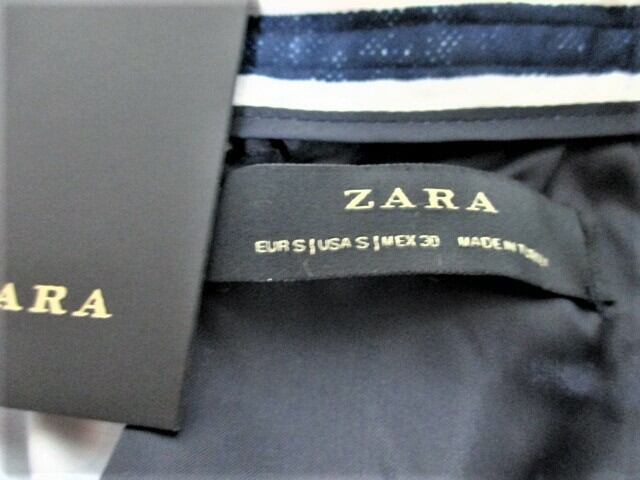 ZARA
EUR S | USA S | MEX 30 MADE IN TURKEY
ARA